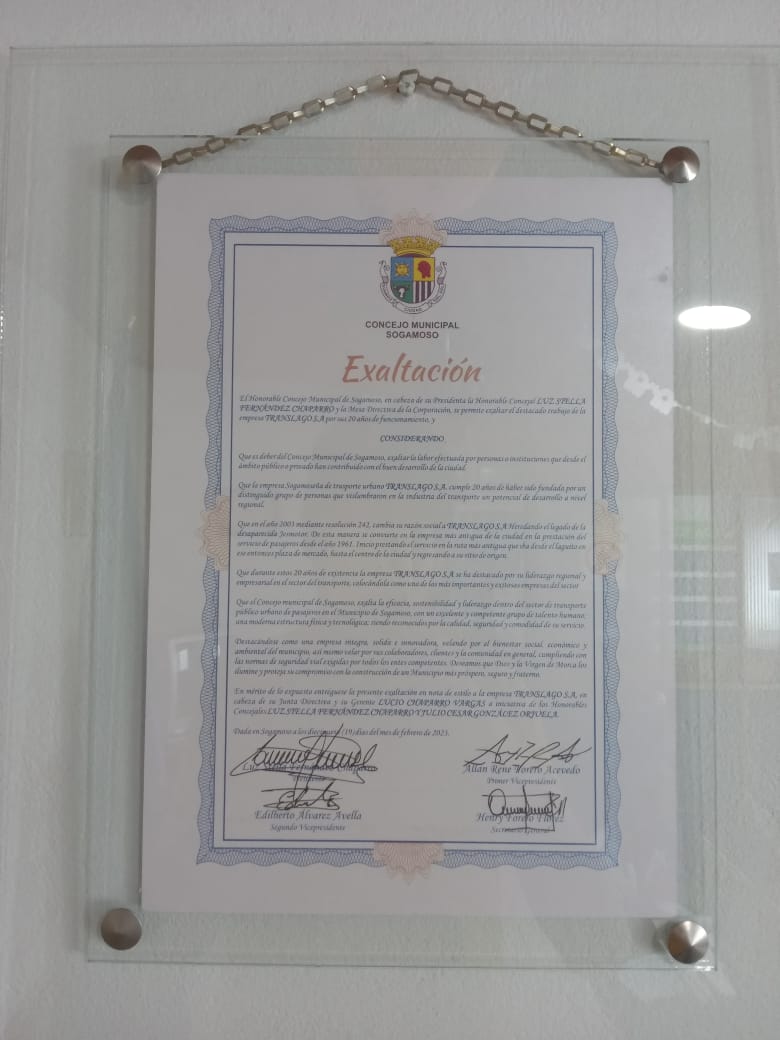 CONCEJO MUNICIPAL
SOGAMOSO
Exaltación
El Honorable Concejo Municipal de Sogamoso, en cabeza de su Presidenta la Honorable Concejal LUZ STELLA
FERNÁNDEZ CHAPARRO y la Mesa Directiva de la Corporación, se permite exaltar el destacado trabajo de la
empresa TRANSLAGO S.A por sus 20 años de funcionamiento, y
CONSIDERANDO
Que es deber del Concejo Municipal de Sogamoso, exaltar la labor efectuada por personas o instituciones que desde el
ámbito público o privado han contribuido con el buen desarrollo de la ciudad.
Que la empresa Sogamoseña de trasporte urbano TRANSLAGO S.A. cumple 20 años de haber sido fundada por un
distinguido grupo de personas que vislumbraron en la industria del transporte un potencial de desarrollo a nivel
regional.
Que en el año 2003 mediante resolución 242, cambia su razón social a TRANSLAGO S.A Heredando el legado de la
desaparecida Jesmotor. De esta manera se convierte en la empresa mas antigua de la ciudad en la prestación del
servicio de pasajeros desde el año 1961. Inicio prestando el servicio en la ruta más antigua que iba desde el laguito en
ese entonces plaza de mercado, hasta el centro de la ciudad y regresando a su sitio de origen.
Que durante estos 20 años de existencia la empresa TRANSLAGO S.A se ha destacado por su liderazgo regional y
empresarial en el sector del transporte, colocándola como una de las más importantes y exitosas empresas del sector
Que el Concejo municipal de Sogamoso, exalta la eficacia, sostenibilidad y liderazgo dentro del sector de transporte
público urbano de pasajeros en el Municipio de Sogamoso, con un excelente y competente grupo de talento humano,
una moderna estructura física y tecnológica; siendo reconocidos por la calidad, seguridad y comodidad de su servicio.
Destacándose como una empresa integra, solida e innovadora, velando por el bienestar social, económico y
ambiental del municipio, así mismo velar por sus colaboradores, clientes y la comunidad en general, cumpliendo con
las normas de seguridad vial exigidas por todos los entes competentes. Deseamos que Dios y la Virgen de Morca los
ilumine y proteja su compromiso con la construcción de un Municipio más próspero, seguro y fraterno.
En mérito de lo expuesto entréguese la presente exaltación en nota de estilo a la empresa TRANSLAGO S.A, en
cabeza de su Junta Directiva y su Gerente LUCIO CHAPARRO VARGAS a iniciativa de los Honorables
Concejales LUZ STELLA FERNÁNDEZ CHAPARRO Y JULIO CESAR GONZÁLEZ ORJUELA.
Dada en Sogamoso a los diecinueve (19) días del mes de febrero de 2023.
Luz Stella Fernández Chaparro
Allan Rene Morero Acevedo
Presidenta
Primer Vicepresidente
Edilberto Álvarez Avella
Henry Forero Flórez
Segundo Vicepresidente
Secretario General